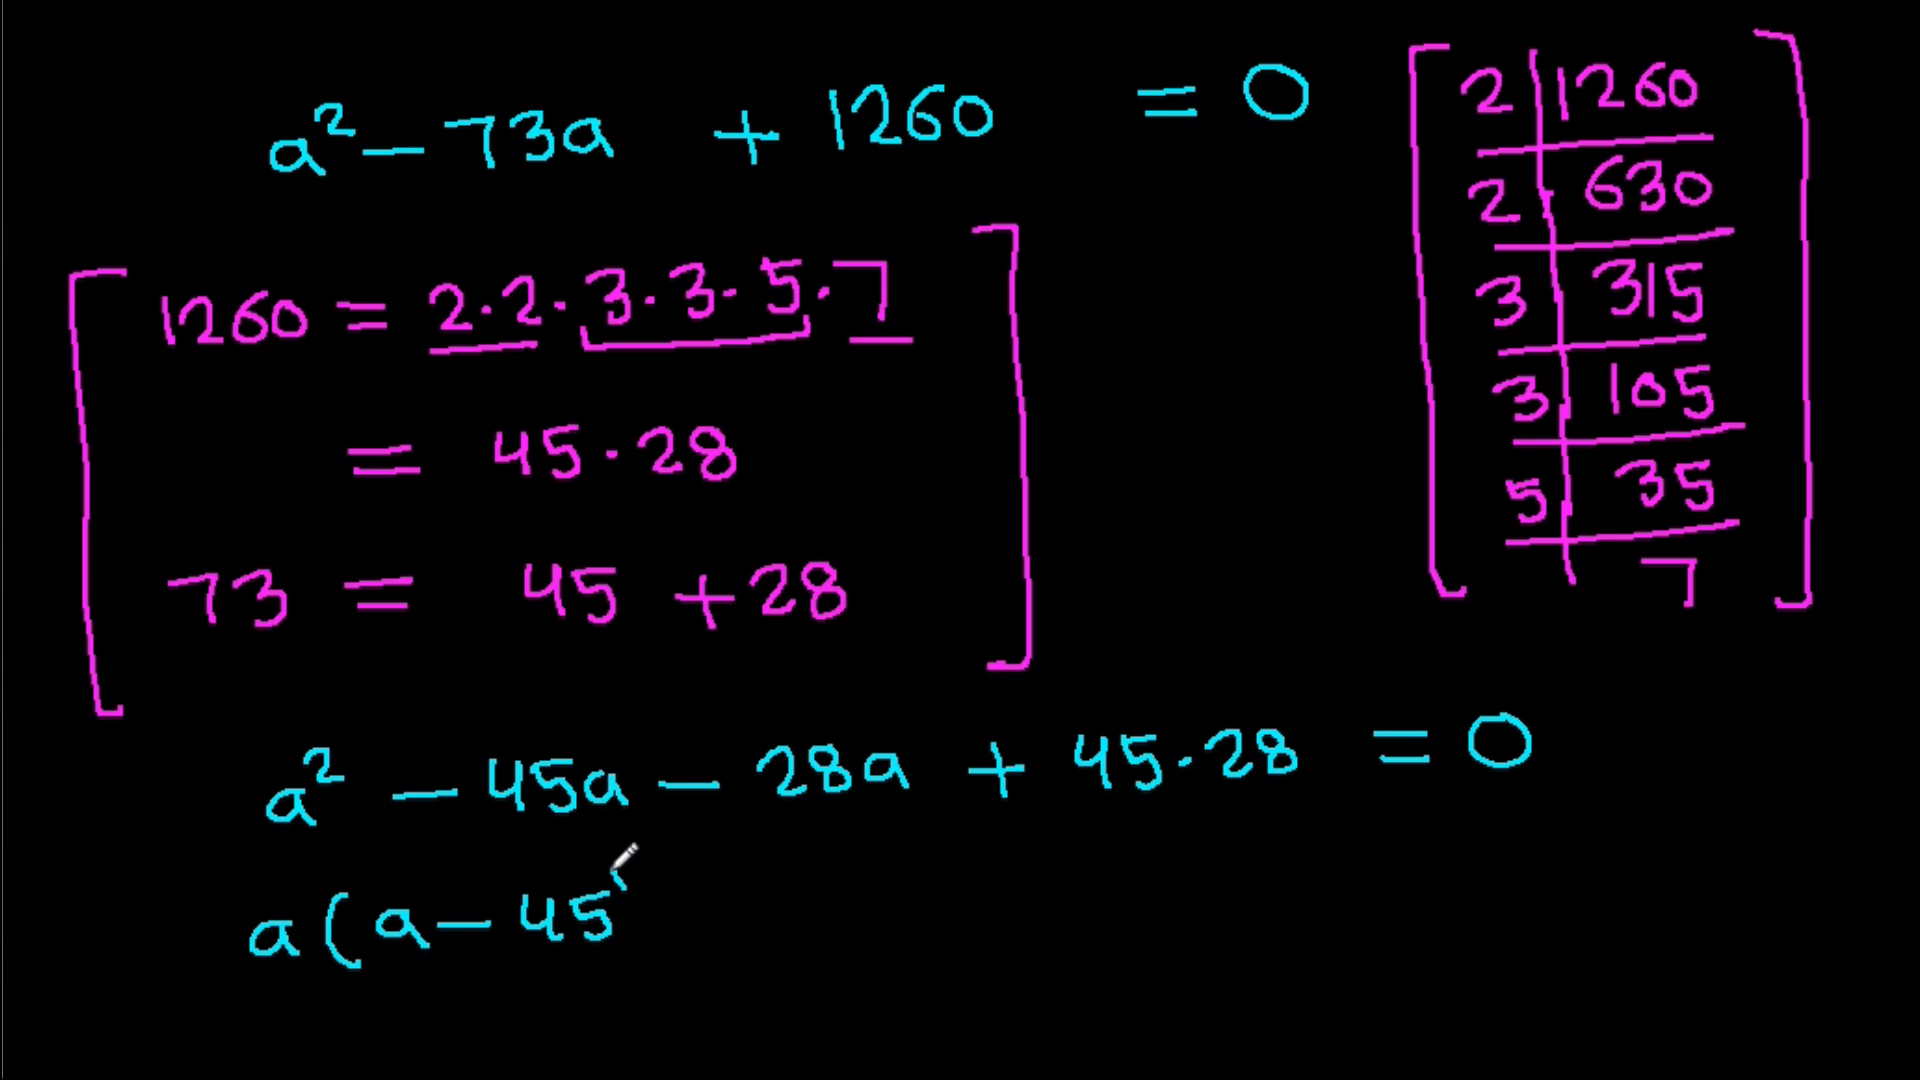 a² - 73a + 1260 = 0
1260 = 2·2·3·3·5·7
= 45·28
73 = 45 + 28
2 | 1260
2 | 630
3 | 315
3 | 105
5 | 35
7
a² - 45a - 28a + 45·28 = 0
a(a - 45